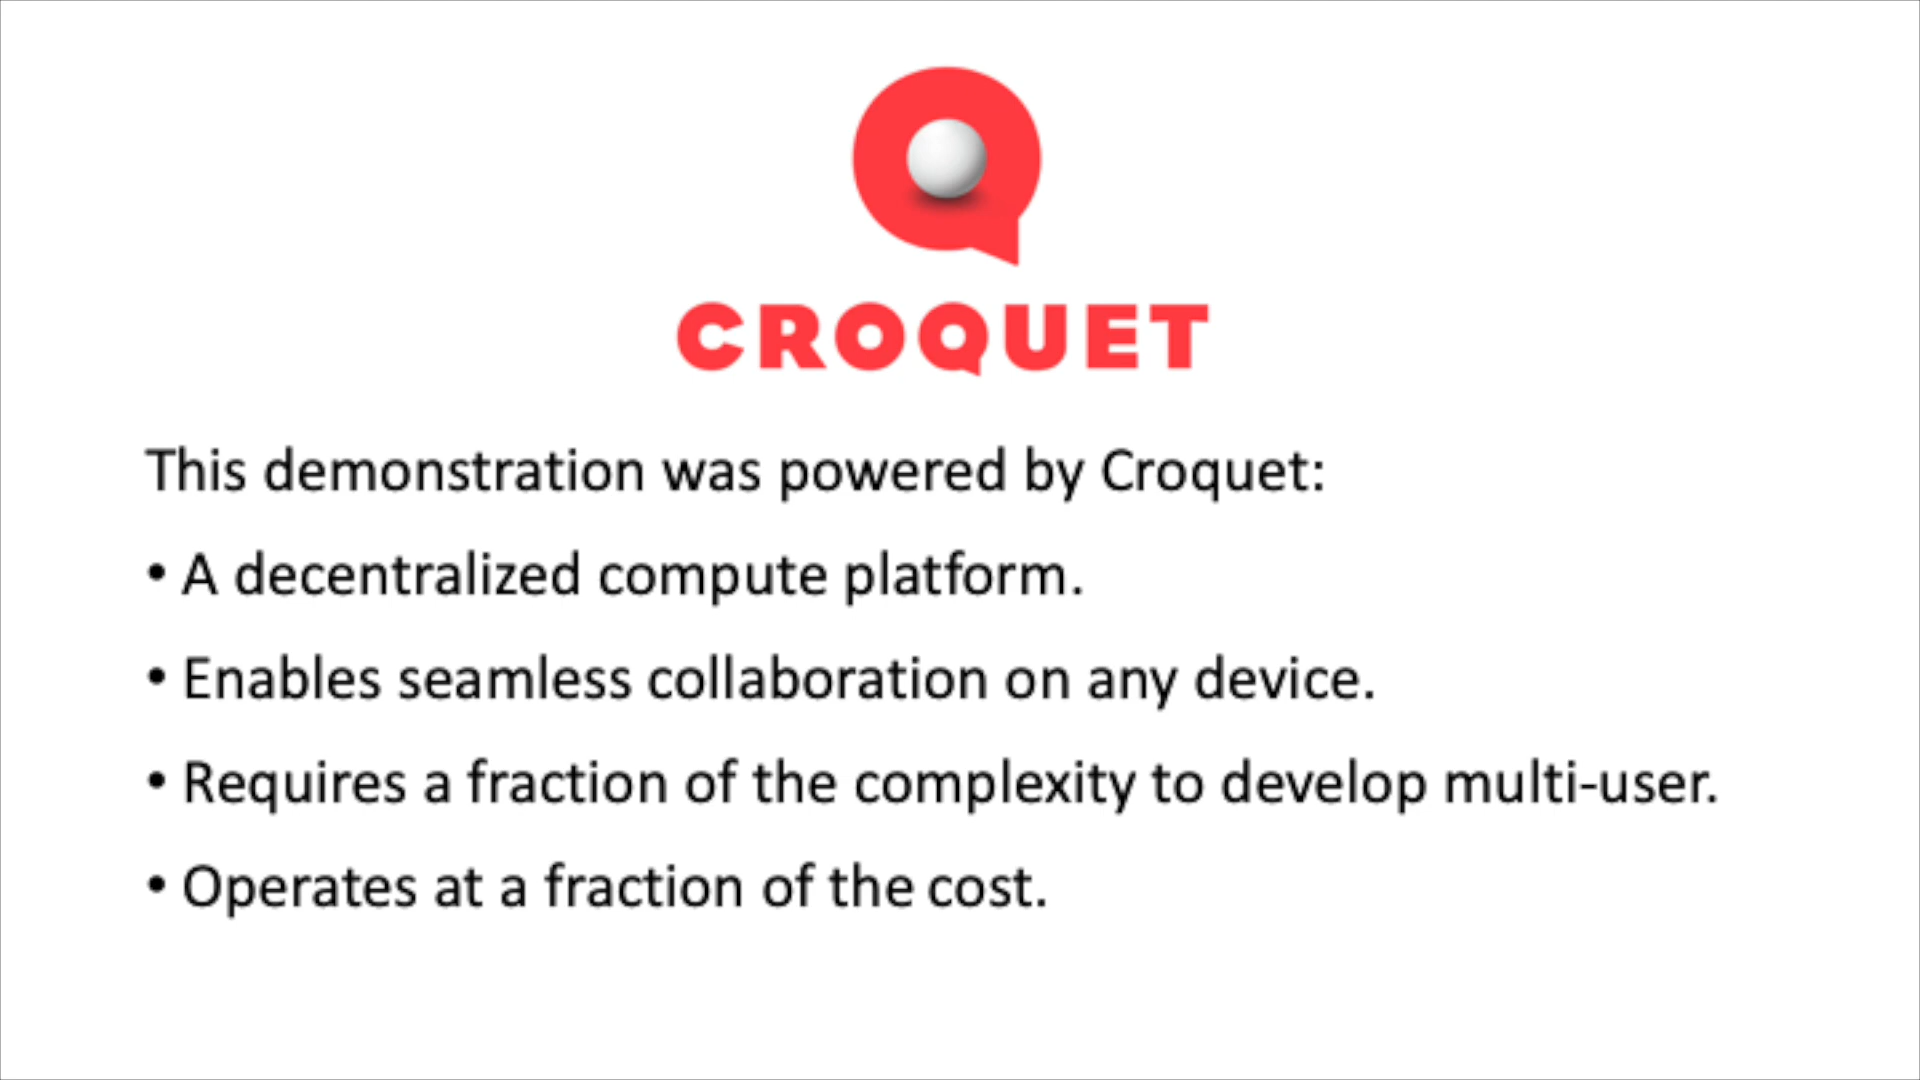 CROQUET
This demonstration was powered by Croquet:
• A decentralized compute platform.
• Enables seamless collaboration on any device.
• Requires a fraction of the complexity to develop multi-user.
• Operates at a fraction of the cost.